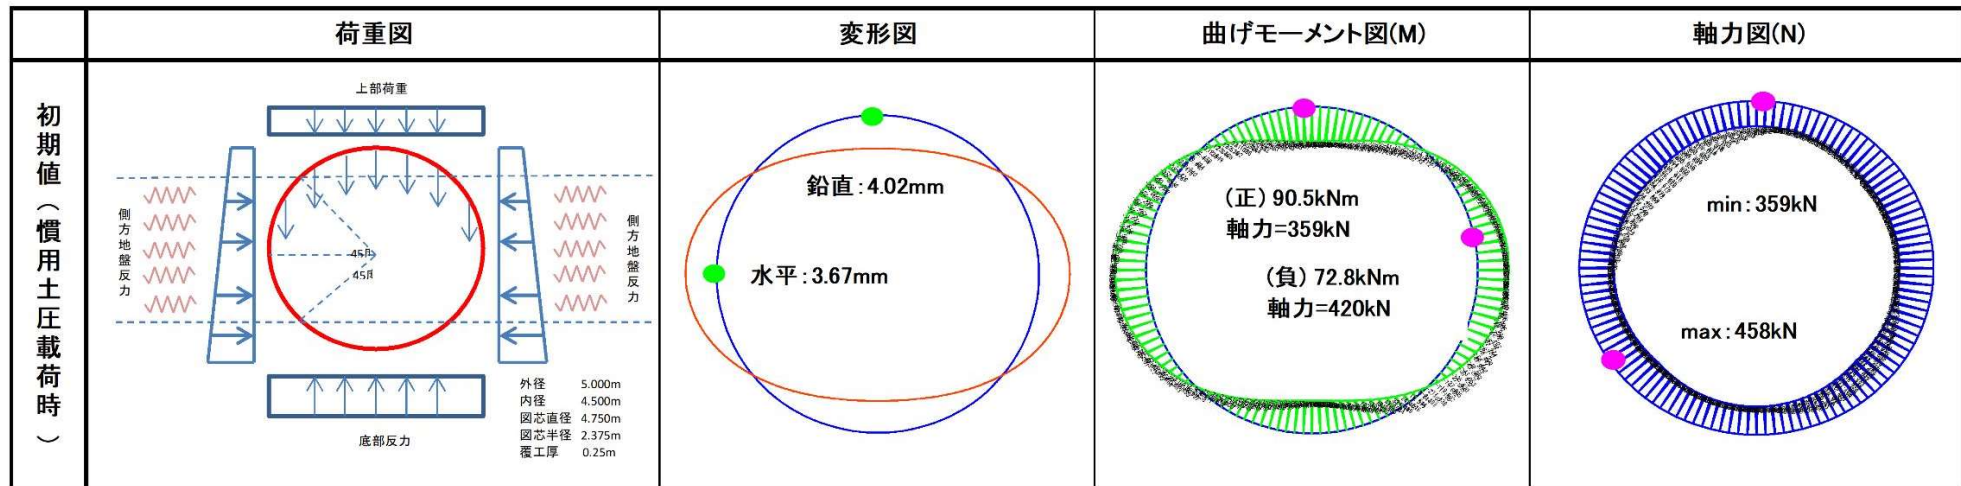 荷重図
変形図
曲げモーメント図(M)
軸力図(N)
初期値（慣用土圧載荷時）
上部荷重
側方地盤反力
側方地盤反力
底部反力
外径 5.000m
内径 4.500m
図芯直径 4.750m
図芯半径 2.375m
覆工厚 0.25m
鉛直：4.02mm
水平：3.67mm
（正）90.5kNm
軸力=359kN
（負）72.8kNm
軸力=420kN
min：359kN
max：458kN